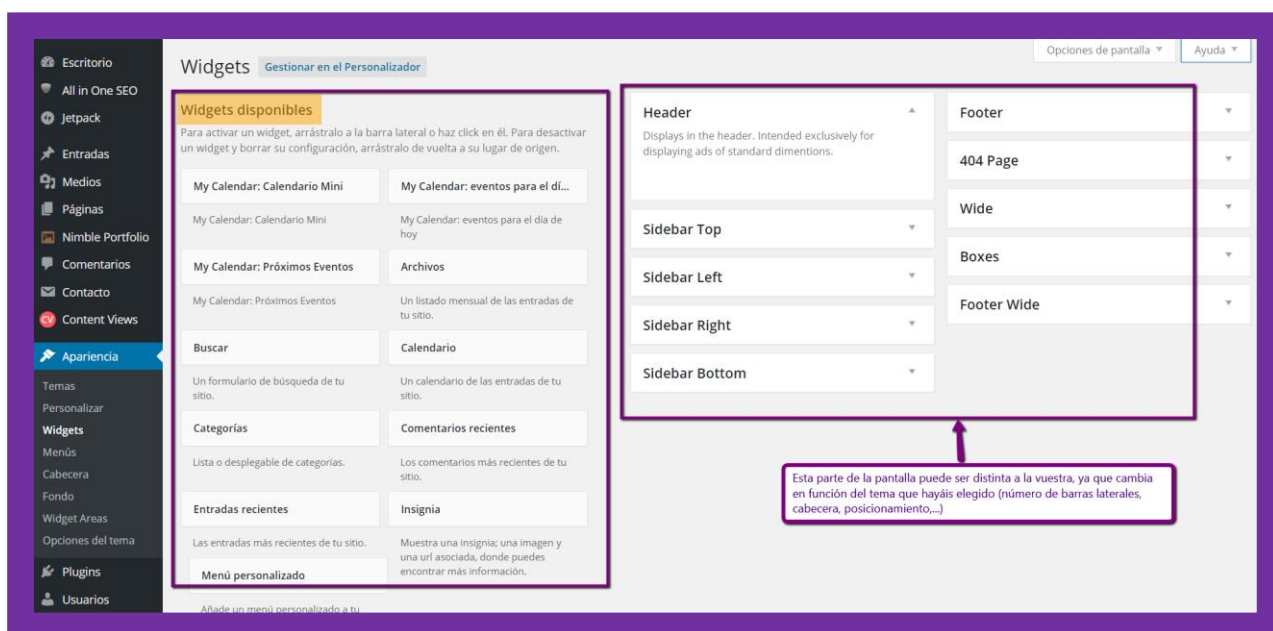 Escritorio
All in One SEO
Jetpack
Entradas
Medios
Páginas
Nimble Portfolio
Comentarios
Contacto
CV Content Views
Apariencia
Temas
Personalizar
Widgets
Menús
Cabecera
Fondo
Widget Areas
Opciones del tema
Plugins
Usuarios
Opciones de pantalla
Ayuda
Widgets
Gestionar en el Personalizador
Widgets disponibles
Para activar un widget, arrástralo a la barra lateral o haz click en él. Para desactivar
un widget y borrar su configuración, arrástralo de vuelta a su lugar de origen.
My Calendar: Calendario Mini
My Calendar: Calendario Mini
My Calendar: eventos para el dí...
My Calendar: eventos para el día de
hoy
My Calendar: Próximos Eventos
My Calendar: Próximos Eventos
Archivos
Un listado mensual de las entradas de
tu sitio.
Buscar
Un formulario de búsqueda de tu
sitio.
Calendario
Un calendario de las entradas de tu
sitio.
Categorías
Lista o desplegable de categorías.
Comentarios recientes
Los comentarios más recientes de tu
sitio.
Entradas recientes
Las entradas más recientes de tu sitio.
Insignia
Muestra una insignia; una imagen y
una url asociada, donde puedes
encontrar más información.
Menú personalizado
Añade un menú personalizado a tu
Header
Displays in the header. Intended exclusively for
displaying ads of standard dimentions.
Sidebar Top
Sidebar Left
Sidebar Right
Sidebar Bottom
Footer
404 Page
Wide
Boxes
Footer Wide
Esta parte de la pantalla puede ser distinta a la vuestra, ya que cambia
en función del tema que hayáis elegido (número de barras laterales,
cabecera, posicionamiento,...)